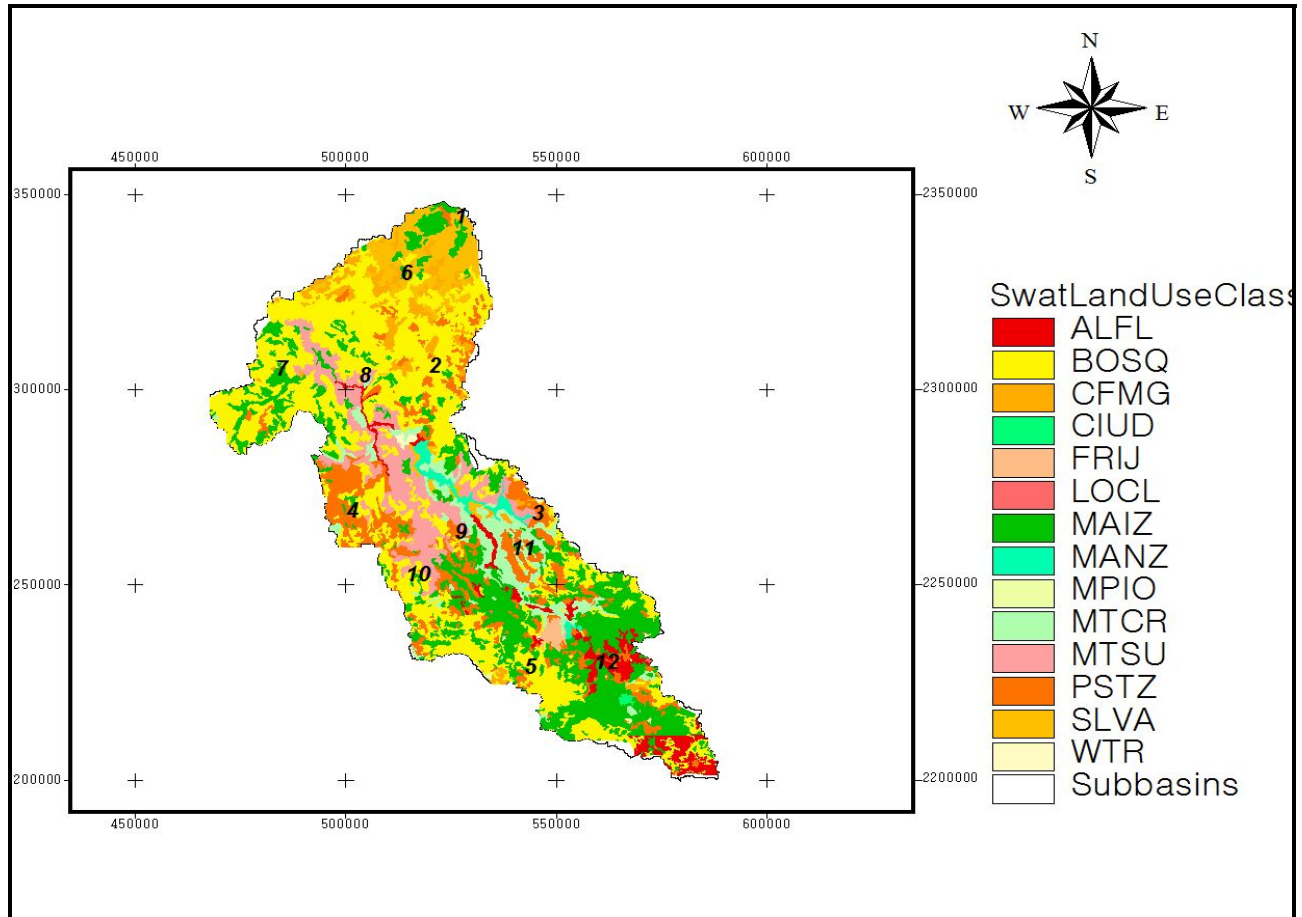 N
W E
S
450000 500000 550000 600000
350000 2350000
1
6
300000 2300000
7 8 2
4 3
9 11
250000 2250000
10
5 12
200000 2200000
450000 500000 550000 600000
SwatLandUseClass
ALFL
BOSQ
CFMG
CIUD
FRIJ
LOCL
MAIZ
MANZ
MPIO
MTCR
MTSU
PSTZ
SLVA
WTR
Subbasins